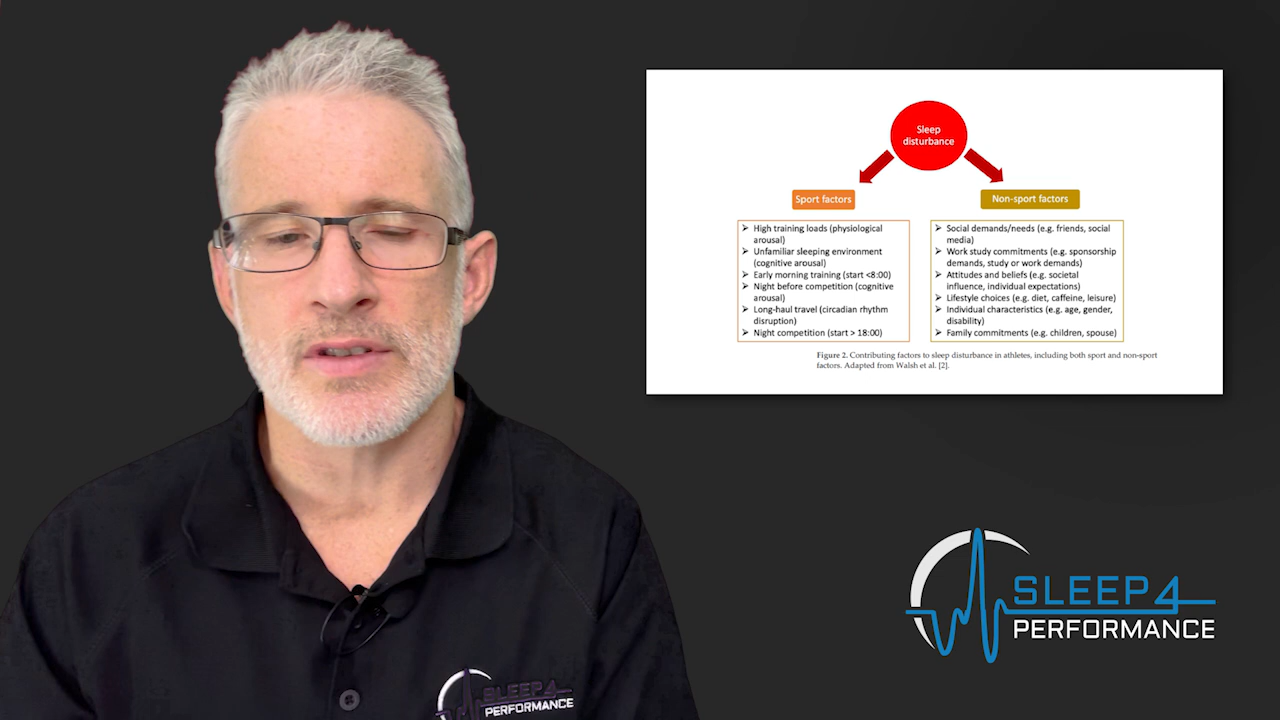 Sleep
disturbance
Sport factors
Non-sport factors
➢ High training loads (physiological
arousal)
➢ Unfamiliar sleeping environment
(cognitive arousal)
➢ Early morning training (start <8:00)
➢ Night before competition (cognitive
arousal)
➢ Long-haul travel (circadian rhythm
disruption)
➢ Night competition (start > 18:00)
➢ Social demands/needs (e.g. friends, social
media)
➢ Work study commitments (e.g. sponsorship
demands, study or work demands)
➢ Attitudes and beliefs (e.g. societal
influence, individual expectations)
➢ Lifestyle choices (e.g. diet, caffeine, leisure)
➢ Individual characteristics (e.g. age, gender,
disability)
➢ Family commitments (e.g. children, spouse)
Figure 2. Contributing factors to sleep disturbance in athletes, including both sport and non-sport
factors. Adapted from Walsh et al. [2].
SLEEP4
PERFORMANCE
SLEEP4
PERFORMANCE